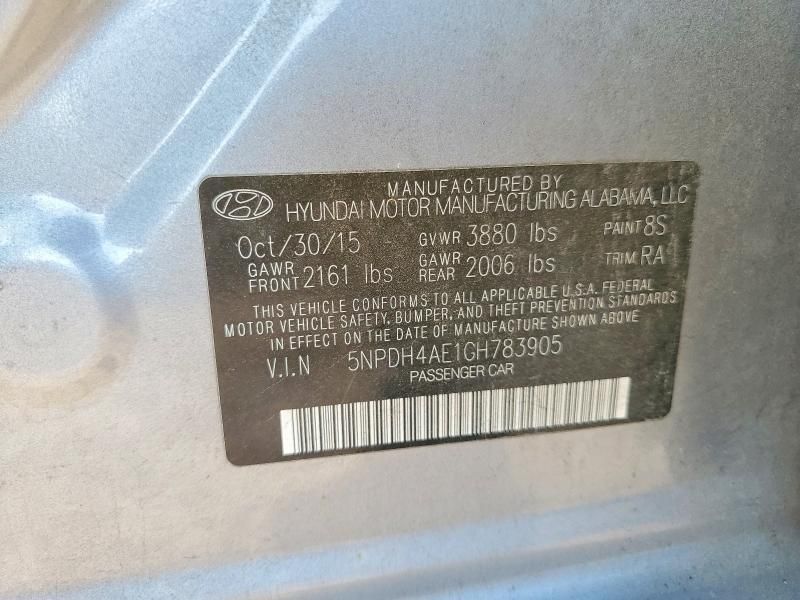 MANUFACTURED BY
HYUNDAI MOTOR MANUFACTURING ALABAMA, LLC
Oct/30/15 GVWR 3880 lbs PAINT 8S
GAWR FRONT 2161 lbs GAWR REAR 2006 lbs TRIM RA
THIS VEHICLE CONFORMS TO ALL APPLICABLE U.S.A. FEDERAL
MOTOR VEHICLE SAFETY, BUMPER, AND THEFT PREVENTION STANDARDS
IN EFFECT ON THE DATE OF MANUFACTURE SHOWN ABOVE
V.I.N 5NPDH4AE1GH783905
PASSENGER CAR